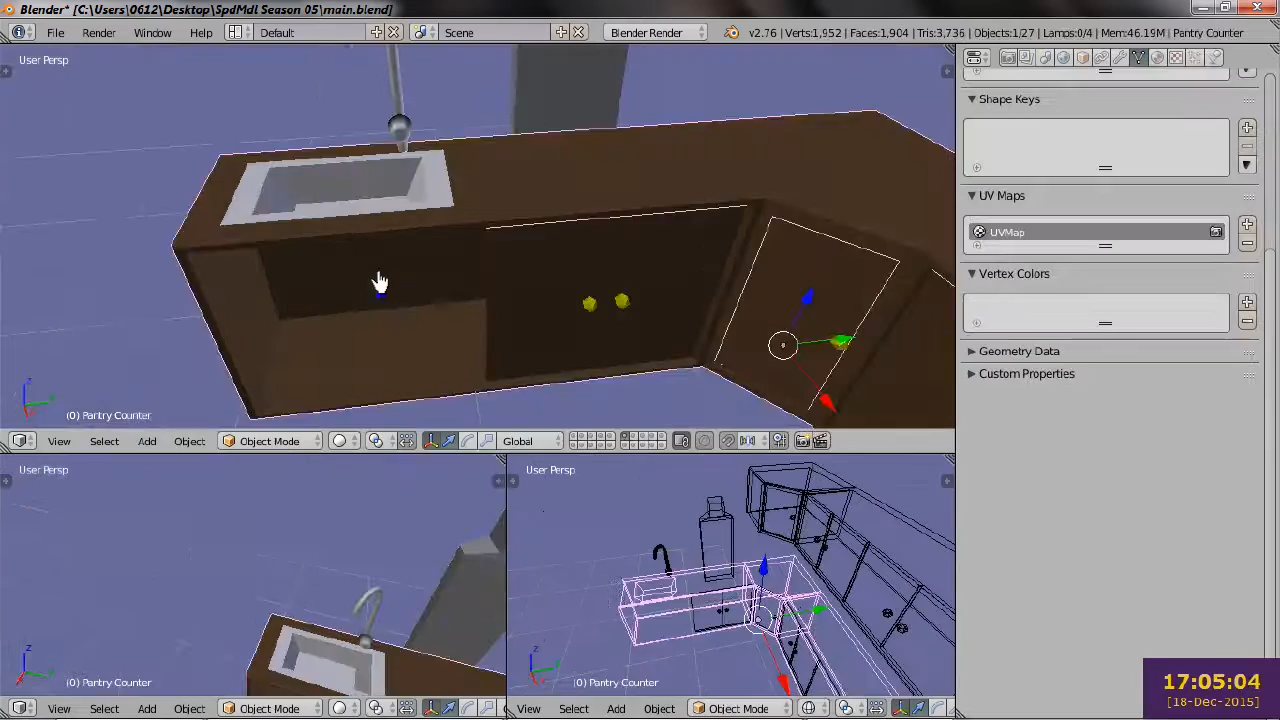 Blender* [C:\Users\0612\Desktop\SpdMdl Season 05\main.blend]
File Render Window Help Default Scene Blender Render v2.76 | Verts:1,952 | Faces:1,904 | Tris:3,736 | Objects:1/27 | Lamps:0/4 | Mem:46.19M | Pantry Counter
User Persp
Shape Keys
UV Maps
UVMap
Vertex Colors
Geometry Data
Custom Properties
(0) Pantry Counter
View Select Add Object Object Mode Global
User Persp
User Persp
(0) Pantry Counter
(0) Pantry Counter
View Select Add Object Object Mode
View Select Add Object Object Mode
17:05:04
[18-Dec-2015]